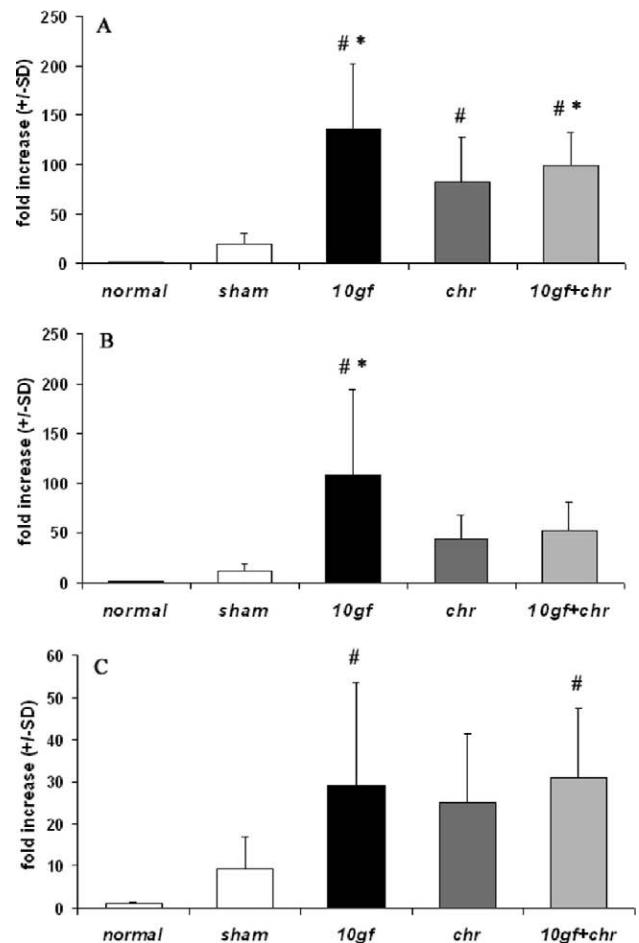 A
fold increase (+/-SD)
250
200
150
100
50
0
# *
#
# *
normal sham 10gf chr 10gf+chr
B
fold increase (+/-SD)
250
200
150
100
50
0
# *
normal sham 10gf chr 10gf+chr
C
fold increase (+/-SD)
60
50
40
30
20
10
0
#
#
normal sham 10gf chr 10gf+chr